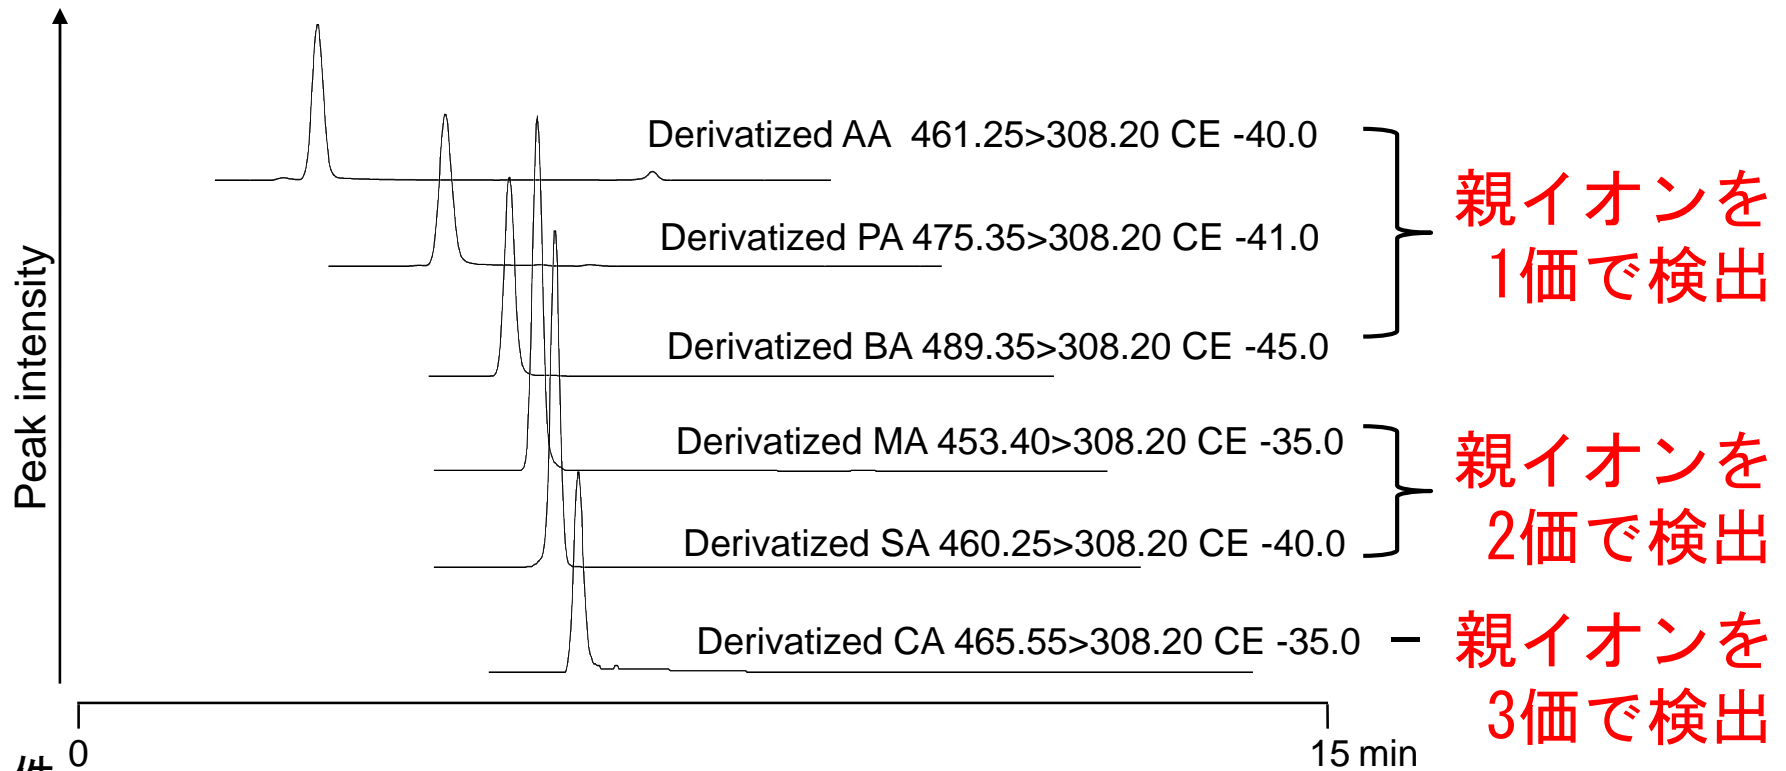 Peak intensity
Derivatized AA 461.25>308.20 CE -40.0
Derivatized PA 475.35>308.20 CE -41.0
Derivatized BA 489.35>308.20 CE -45.0
親イオンを
1価で検出
Derivatized MA 453.40>308.20 CE -35.0
Derivatized SA 460.25>308.20 CE -40.0
親イオンを
2価で検出
Derivatized CA 465.55>308.20 CE -35.0
親イオンを
3価で検出
0
15 min